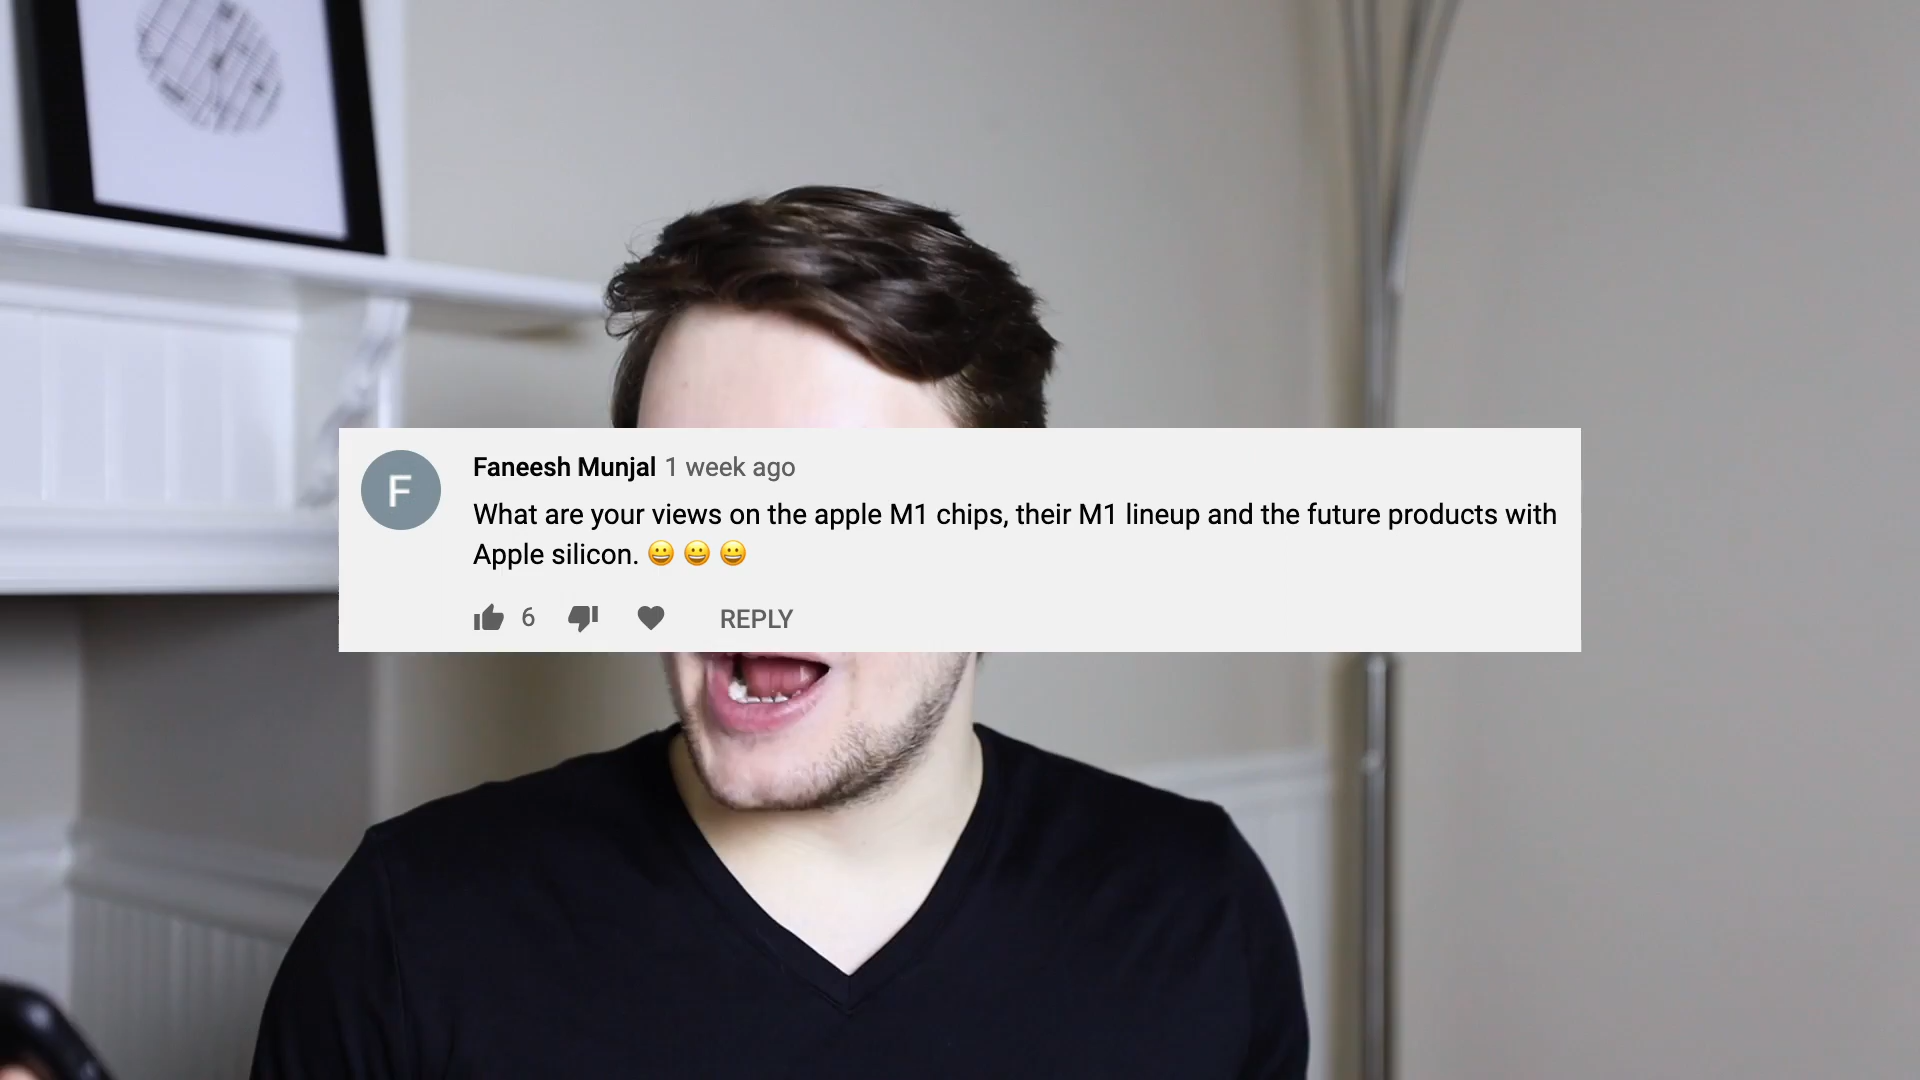 F
Faneesh Munjal 1 week ago
What are your views on the apple M1 chips, their M1 lineup and the future products with
Apple silicon. 😀 😀 😀
6
REPLY